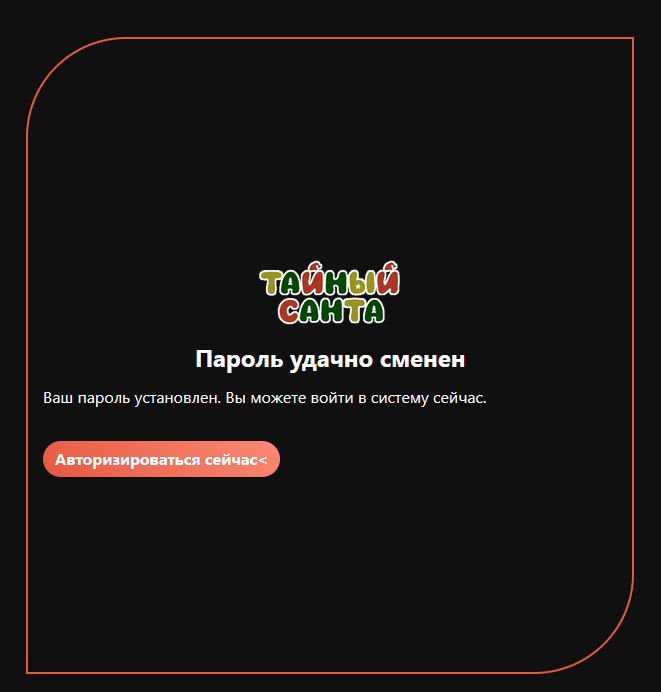 ТАЙНЫЙ
САНТА
Пароль удачно сменен
Ваш пароль установлен. Вы можете войти в систему сейчас.
Авторизироваться сейчас<